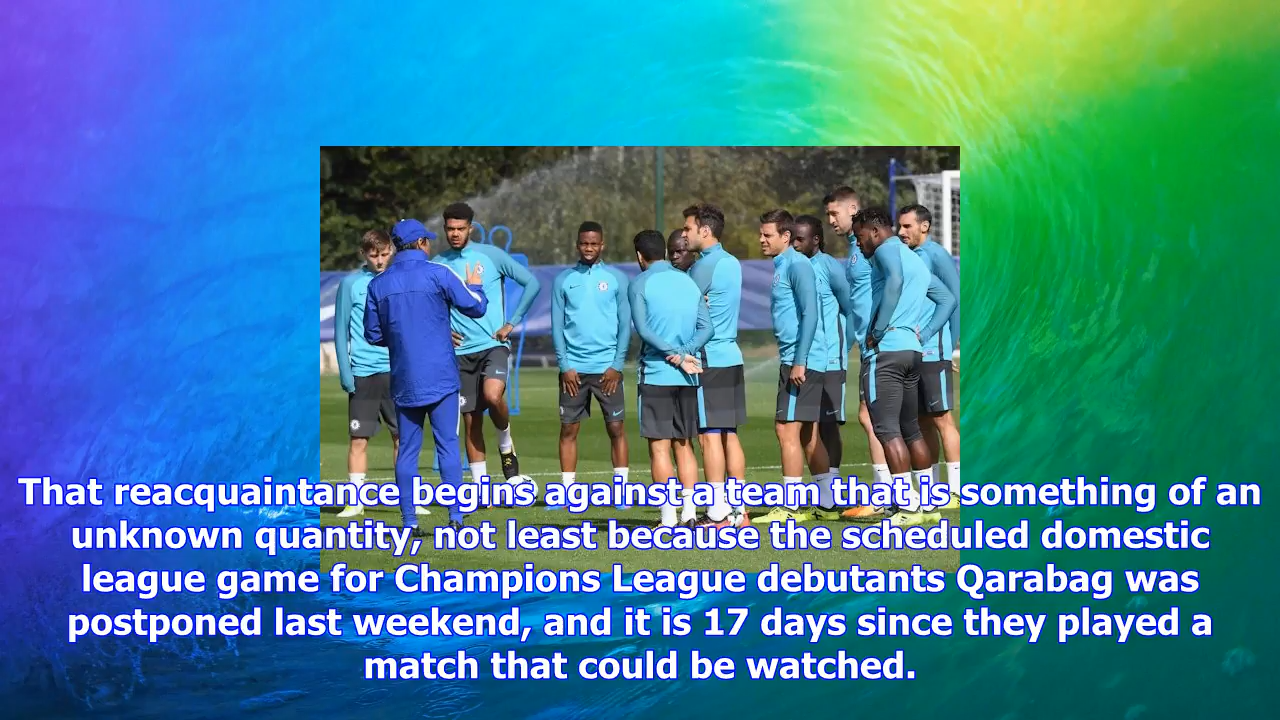 That reacquaintance begins against a team that is something of an
unknown quantity, not least because the scheduled domestic
league game for Champions League debutants Qarabag was
postponed last weekend, and it is 17 days since they played a
match that could be watched.